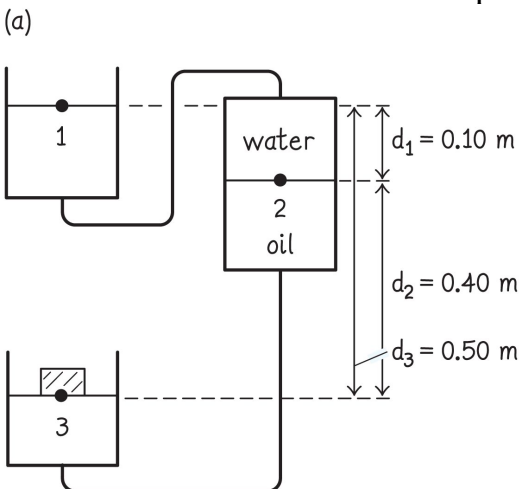 (a)
1
water
d₁ = 0.10 m
2
oil
d₂ = 0.40 m
d₃ = 0.50 m
3